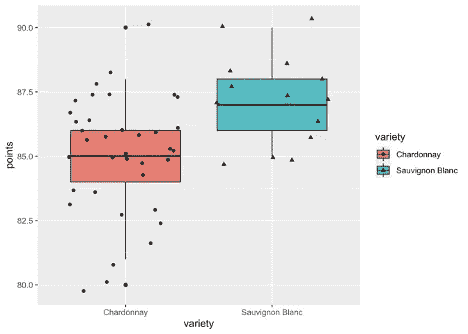 90.0
87.5
85.0
82.5
80.0
points
Chardonnay
Sauvignon Blanc
variety
variety
Chardonnay
Sauvignon Blanc